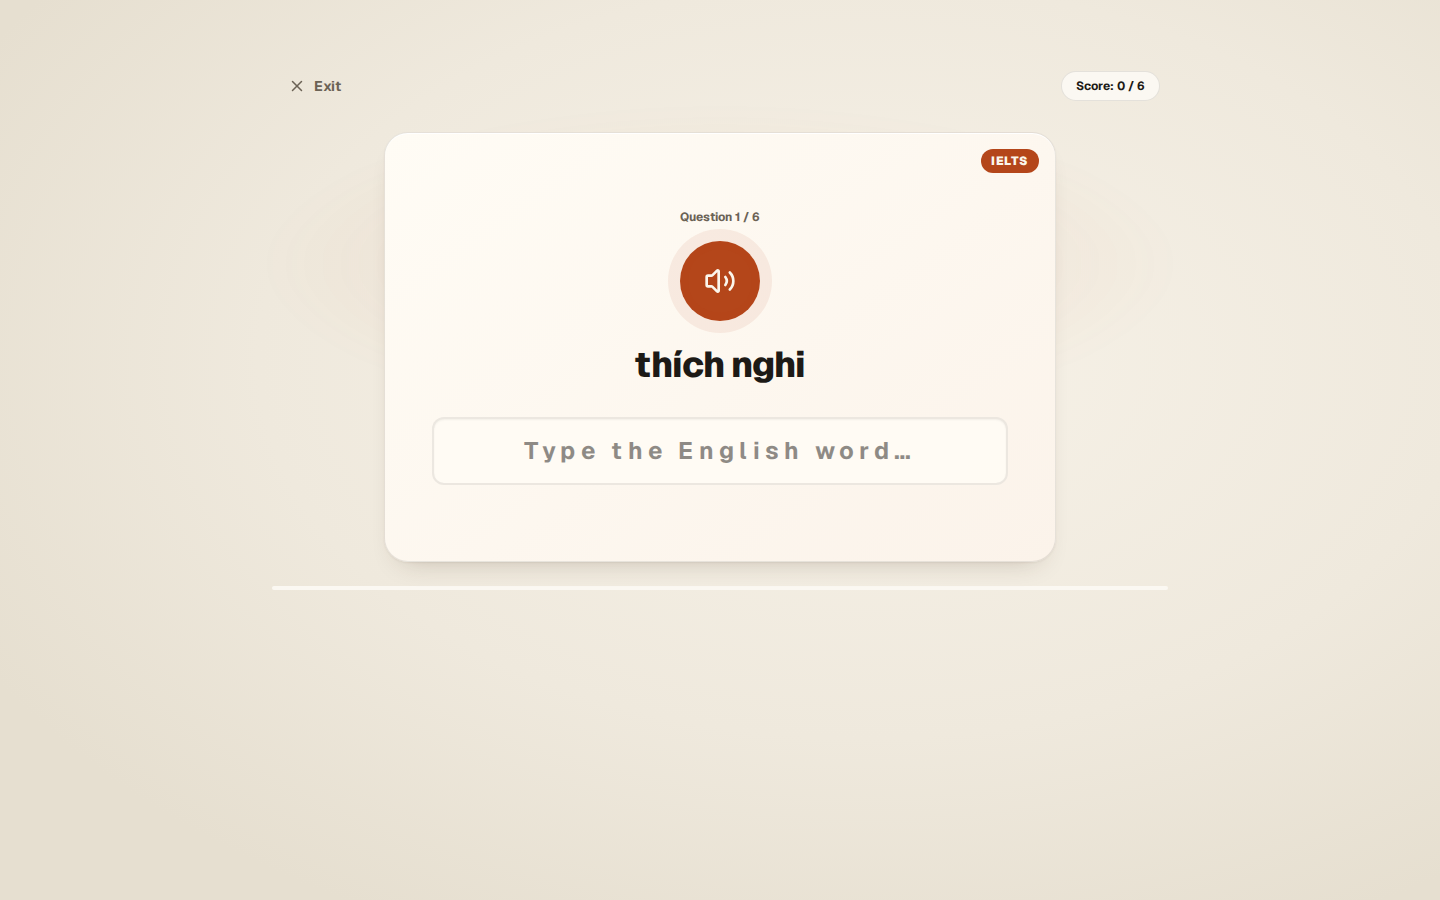 Exit
Score: 0 / 6
IELTS
Question 1 / 6
thích nghi
Type the English word…